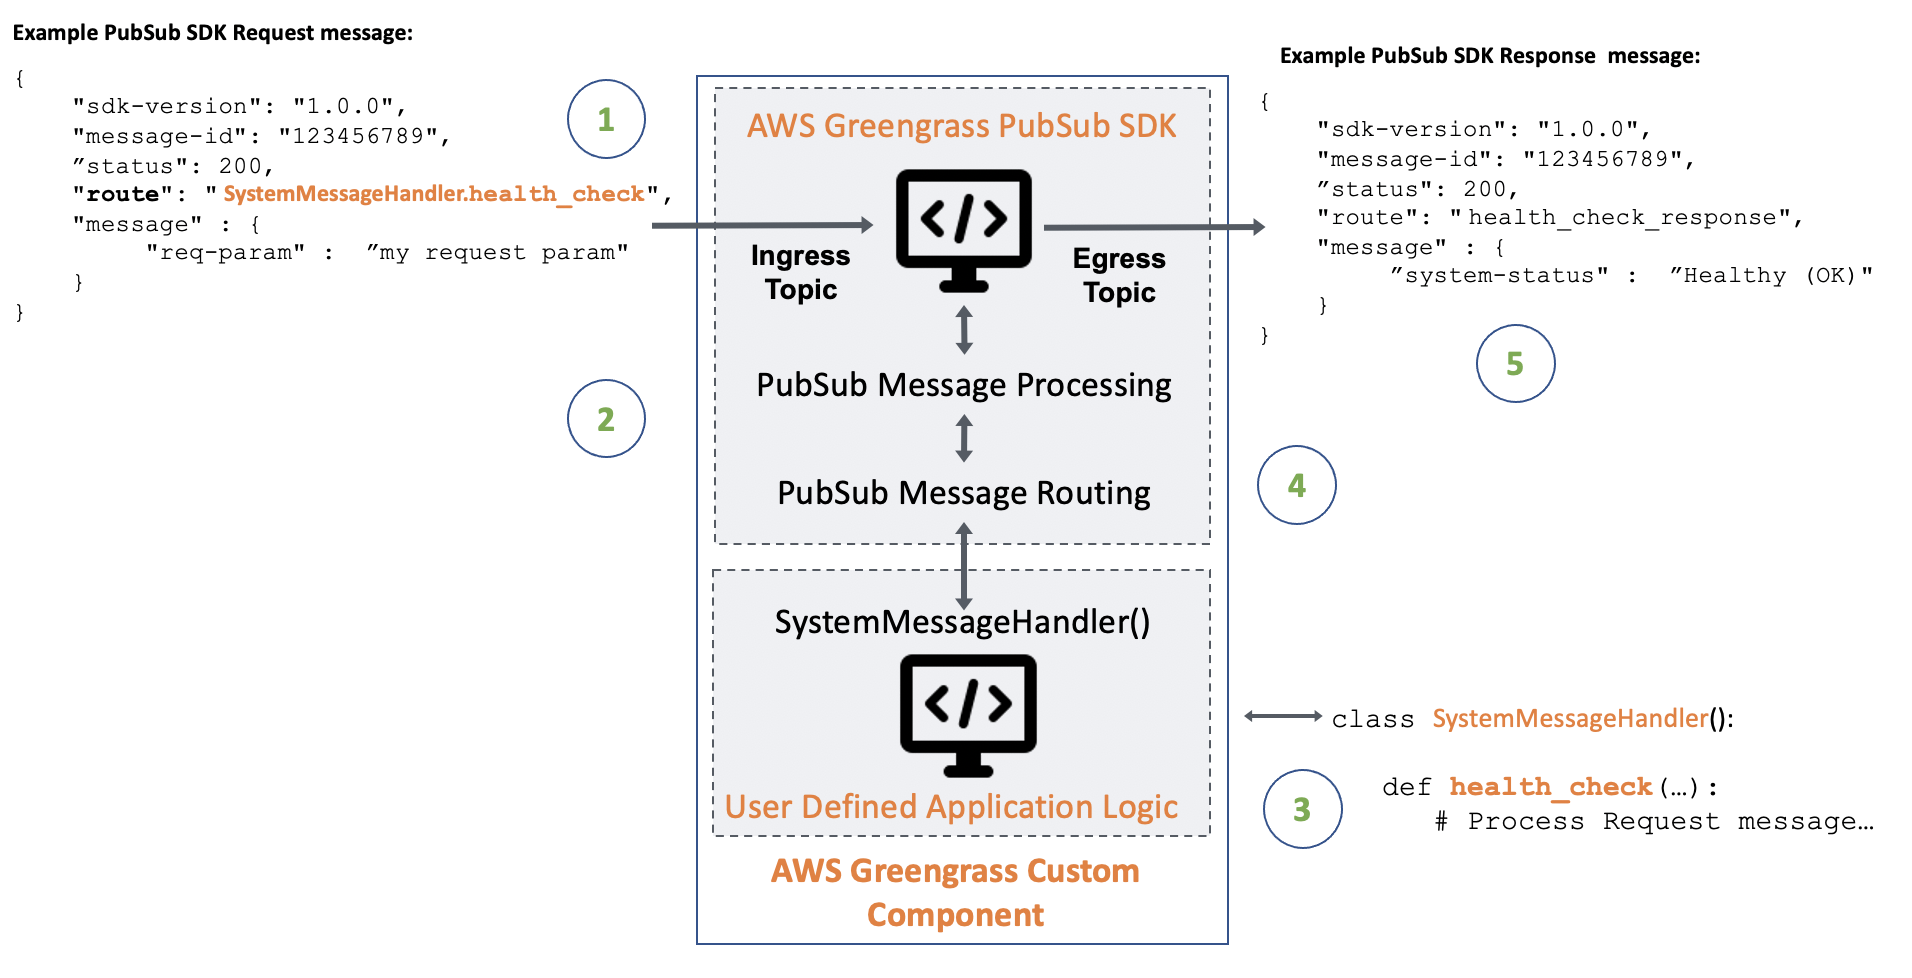 Example PubSub SDK Request message:
{
"sdk-version": "1.0.0",
"message-id": "123456789",
”status": 200,
"route": "SystemMessageHandler.health_check",
"message" : {
"req-param" : ”my request param"
}
}
1
2
AWS Greengrass PubSub SDK
Ingress
Topic
Egress
Topic
PubSub Message Processing
PubSub Message Routing
SystemMessageHandler()
User Defined Application Logic
AWS Greengrass Custom
Component
Example PubSub SDK Response  message:
{
"sdk-version": "1.0.0",
"message-id": "123456789",
”status": 200,
"route": "health_check_response",
"message" : {
”system-status" : ”Healthy (OK)"
}
}
5
4
class SystemMessageHandler():
def health_check(…):
# Process Request message…
3